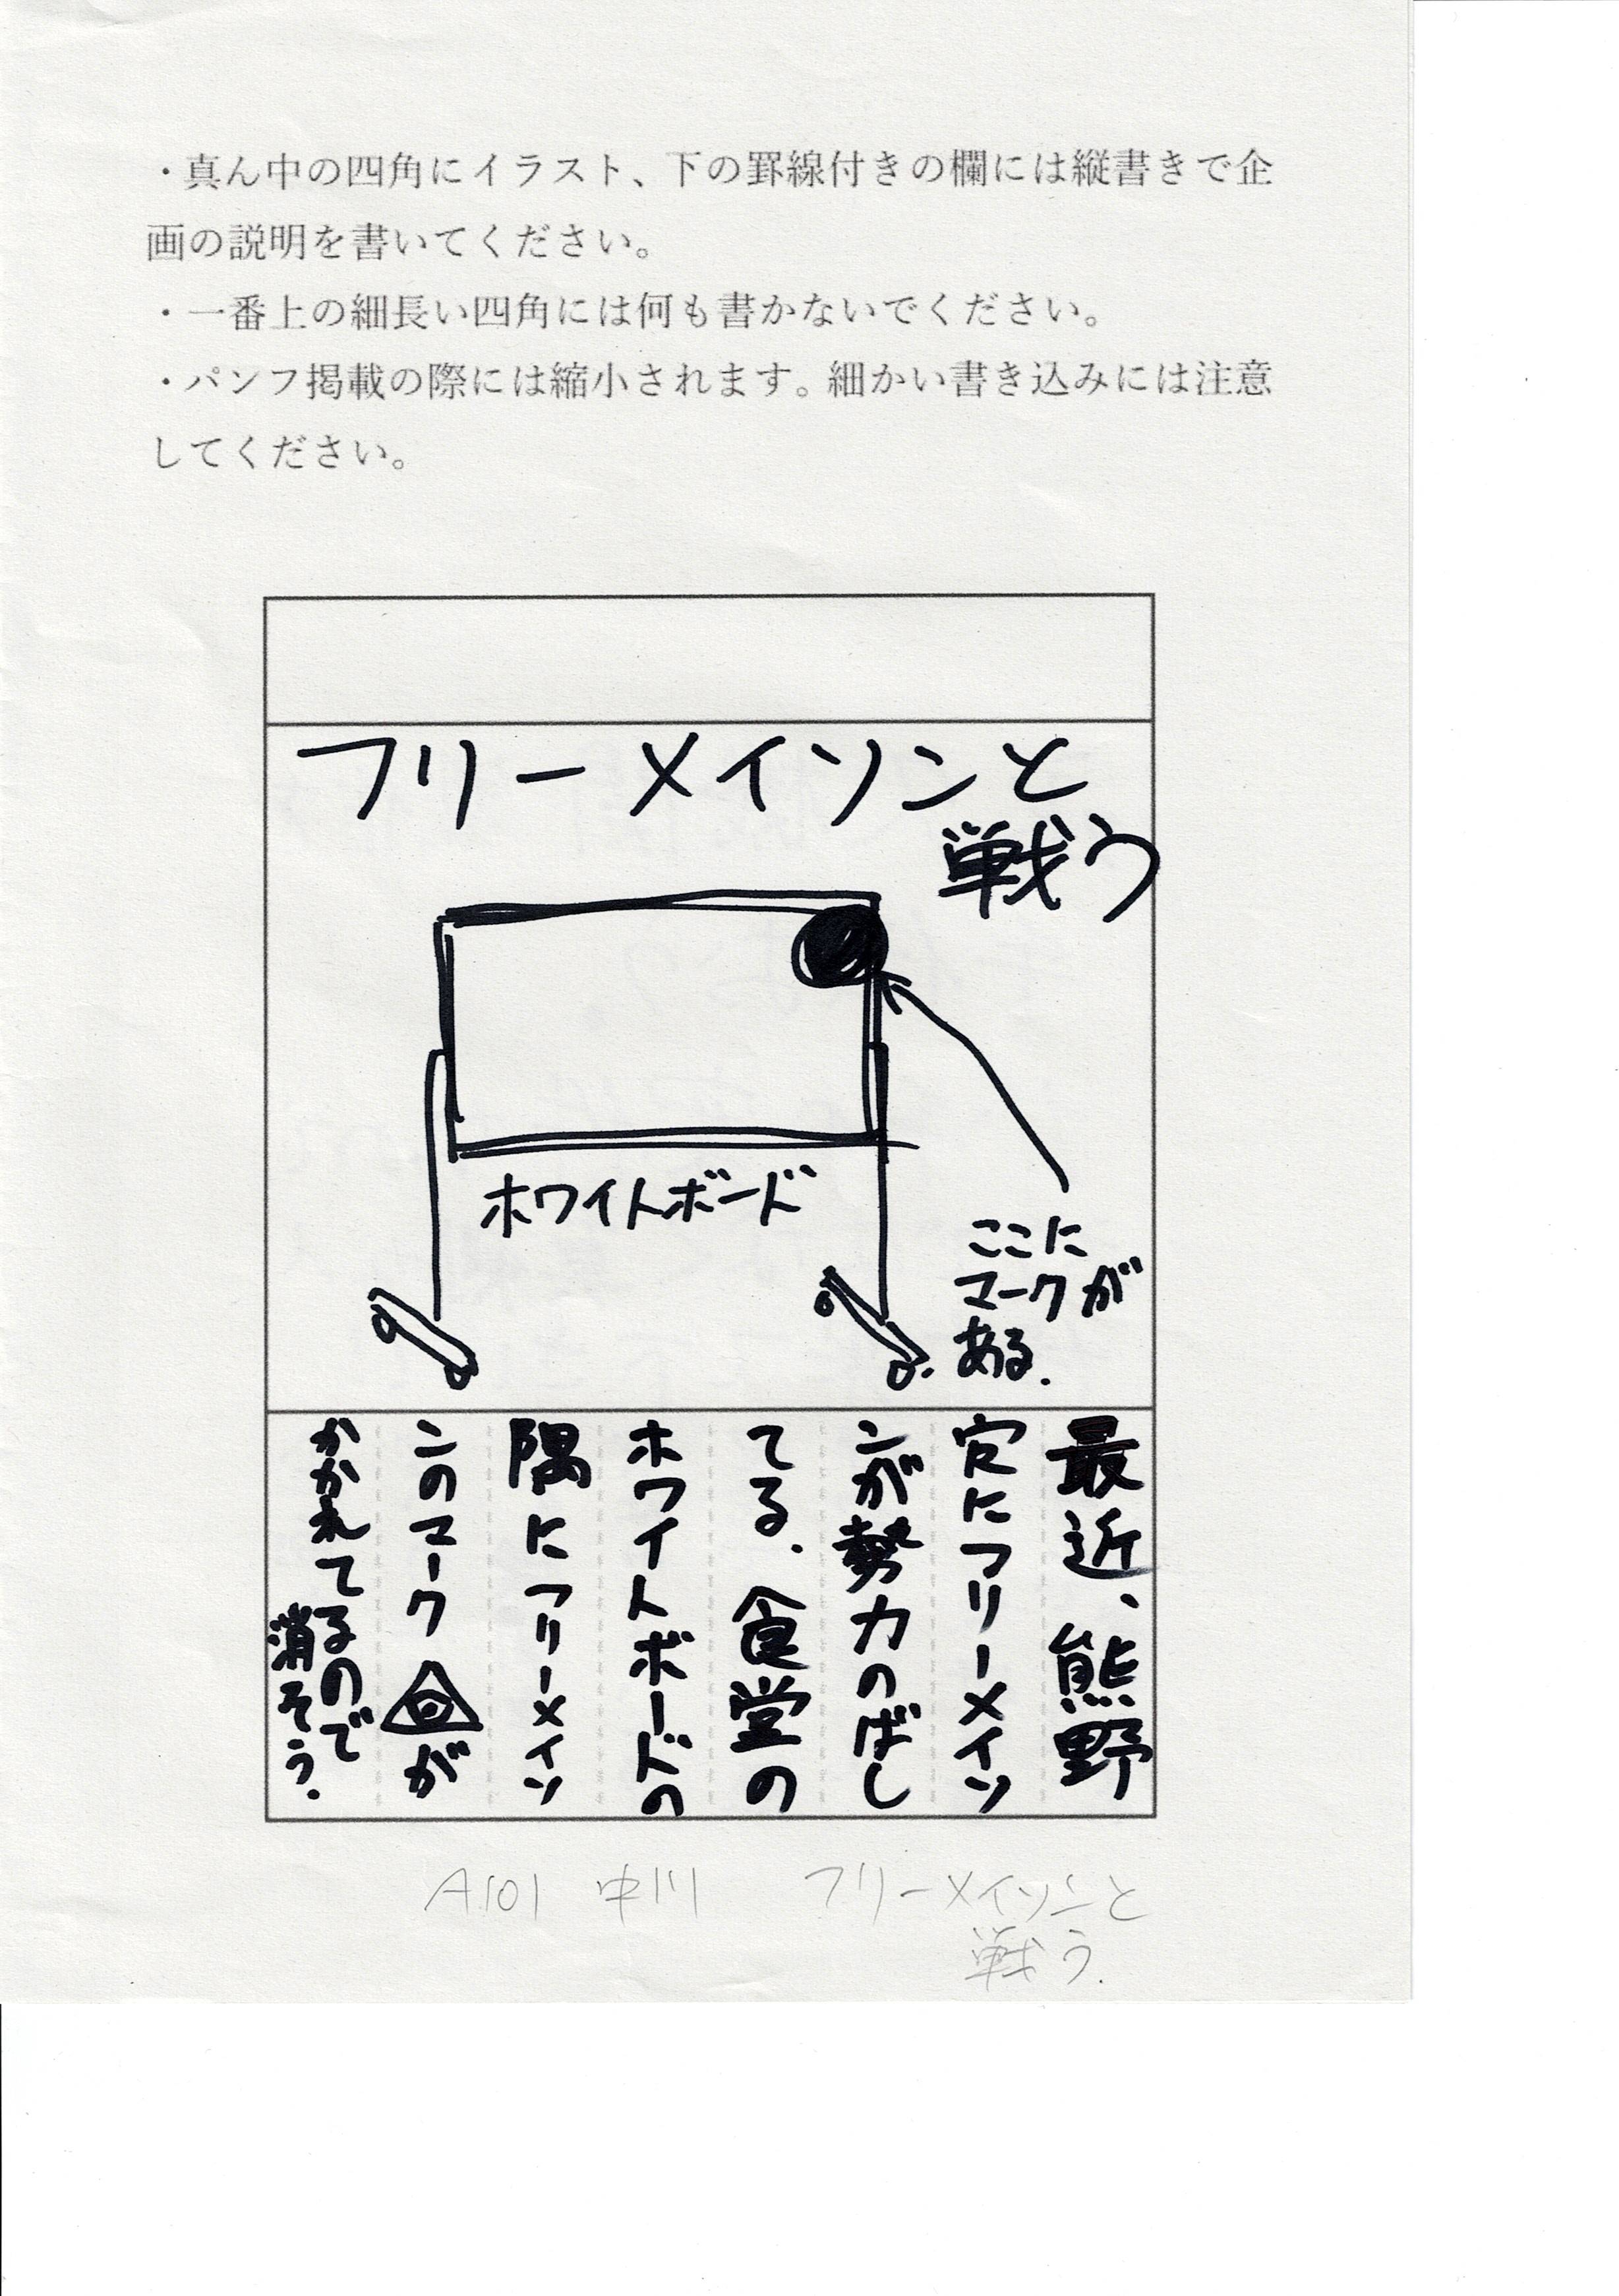 ・真ん中の四角にイラスト、下の罫線付きの欄には縦書きで企
画の説明を書いてください。
・一番上の細長い四角には何も書かないでください。
・パンフ掲載の際には縮小されます。細かい書き込みには注意
してください。
フリーメイソンと
戦う
ホワイトボード
ここに
マークが
ある.
最近、熊野
穴にフリーメイソ
ンが勢力のばし
てる.食堂の
ホワイトボードの
隅にフリーメイソ
ンのマークが
かかれてるので
消そう.
A101 中川 フリーメイソンと
戦う.